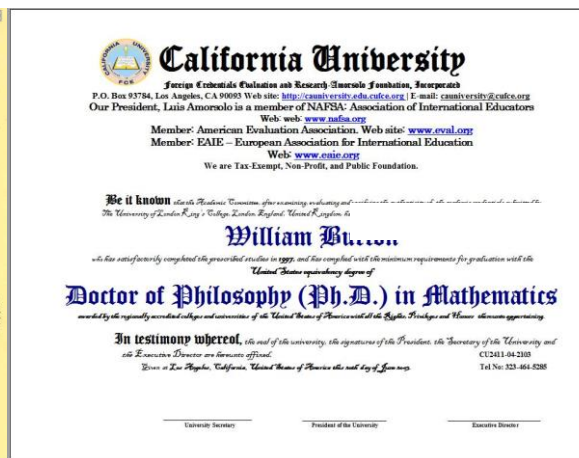 California University
Foreign Credentials Evaluation and Research-Amorsolo Foundation, Incorporated
P.O. Box 93784, Los Angeles, CA 90093 Web site: http://cauniversity.edu.cufce.org | E-mail: cauniversity@cufce.org
Our President, Luis Amorsolo is a member of NAFSA: Association of International Educators
Web: web: www.nafsa.org
Member: American Evaluation Association. Web site: www.eval.org
Member: EAIE – European Association for International Education
Web: www.eaie.org
We are Tax-Exempt, Non-Profit, and Public Foundation.
Be it known that the Academic Committee, after examining, evaluating and
The University of London King's College, London, England, United Kingdom,
William
who has satisfactorily completed the prescribed studies in 1997, and has complied with the minimum requirements for graduation with the
United States equivalency degree of
Doctor of Philosophy (Ph.D.) in Mathematics
awarded by the regionally accredited colleges and universities of the United States of America with all the Rights, Privileges and Honors thereunto appertaining.
In testimony whereof, the seal of the university, the signatures of the President, the Secretary of the University and
the Executive Director are hereunto affixed.
CU2411-04-2103
Given at Los Angeles, California, United States of America this day of June
Tel No: 323-464-5285
University Secretary President of the University Executive Director